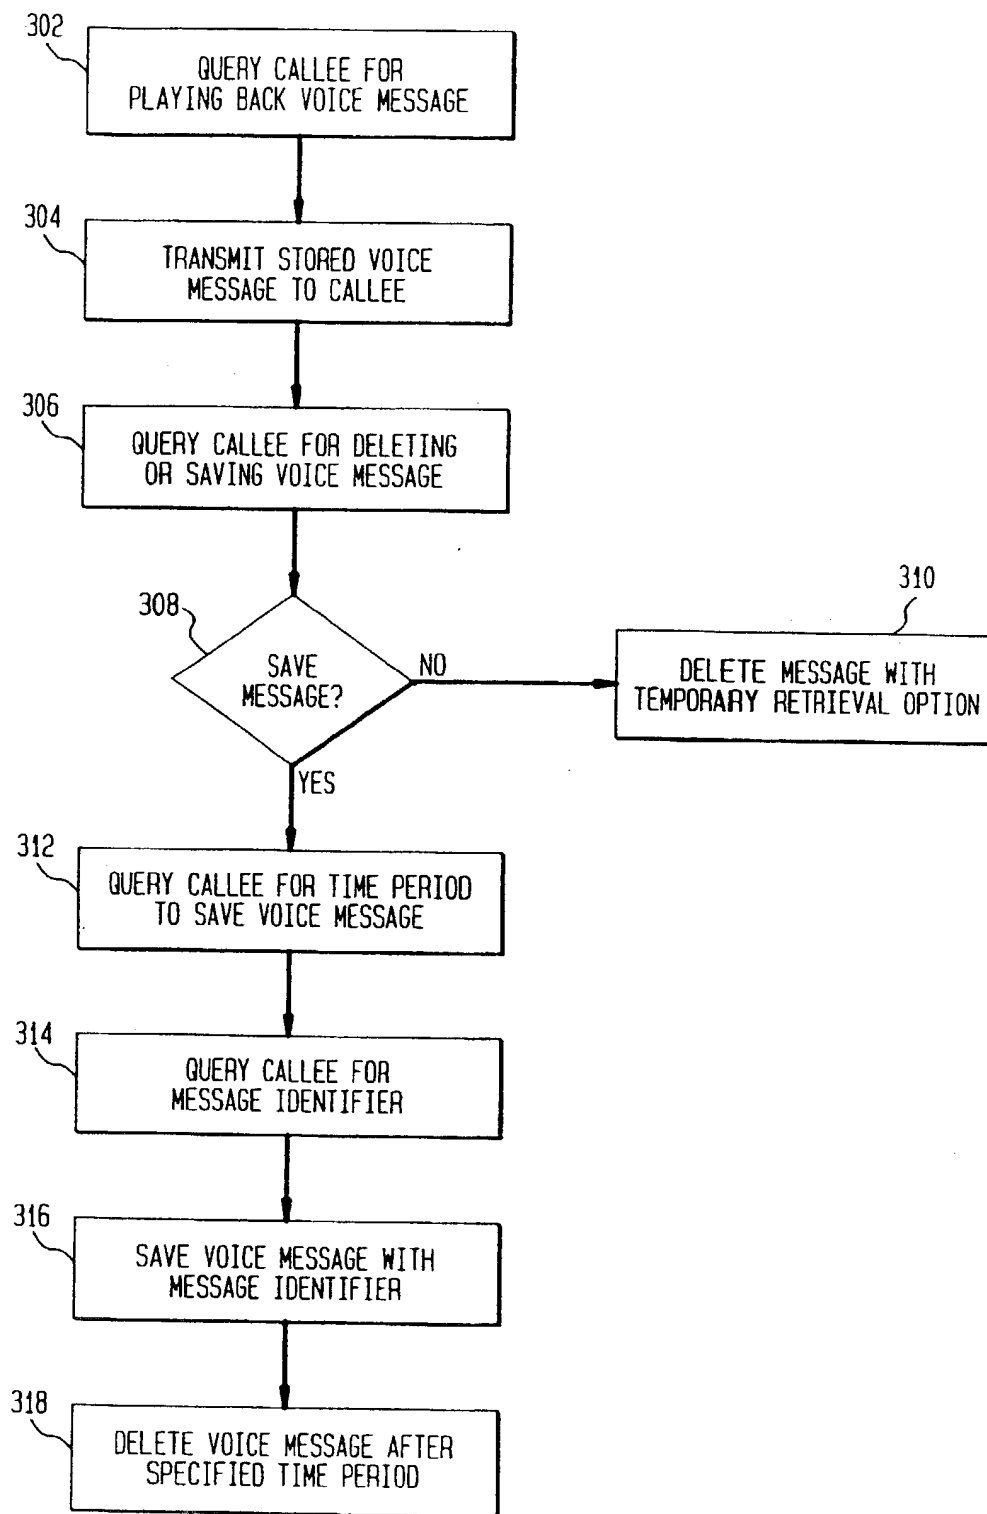 302
QUERY CALLEE FOR
PLAYING BACK VOICE MESSAGE
304
TRANSMIT STORED VOICE
MESSAGE TO CALLEE
306
QUERY CALLEE FOR DELETING
OR SAVING VOICE MESSAGE
308
SAVE
MESSAGE?
NO
310
DELETE MESSAGE WITH
TEMPORARY RETRIEVAL OPTION
YES
312
QUERY CALLEE FOR TIME PERIOD
TO SAVE VOICE MESSAGE
314
QUERY CALLEE FOR
MESSAGE IDENTIFIER
316
SAVE VOICE MESSAGE WITH
MESSAGE IDENTIFIER
318
DELETE VOICE MESSAGE AFTER
SPECIFIED TIME PERIOD